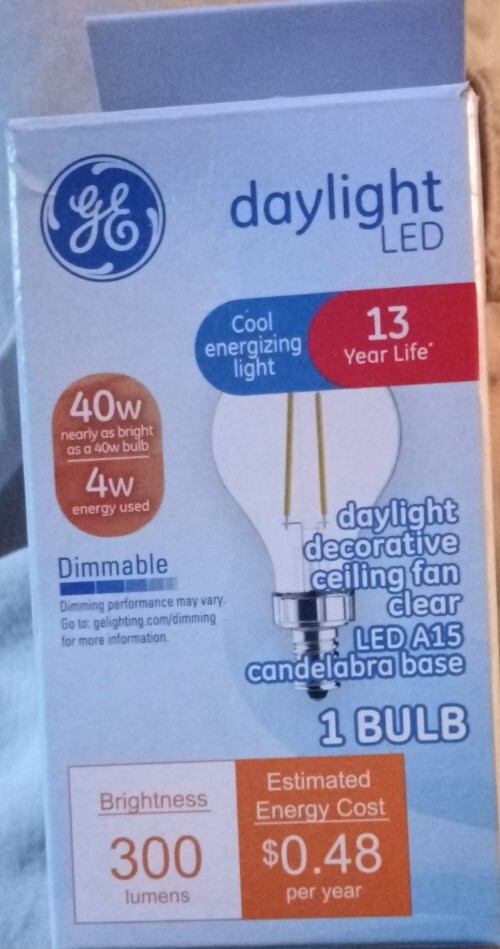 GE
daylight
LED
Cool
energizing
light
13
Year Life*
40w
nearly as bright
as a 40w bulb
4w
energy used
Dimmable
Dimming performance may vary.
Go to: gelighting.com/dimming
for more information.
daylight
decorative
ceiling fan
clear
LED A15
candelabra base
1 BULB
Brightness
300
lumens
Estimated
Energy Cost
$0.48
per year